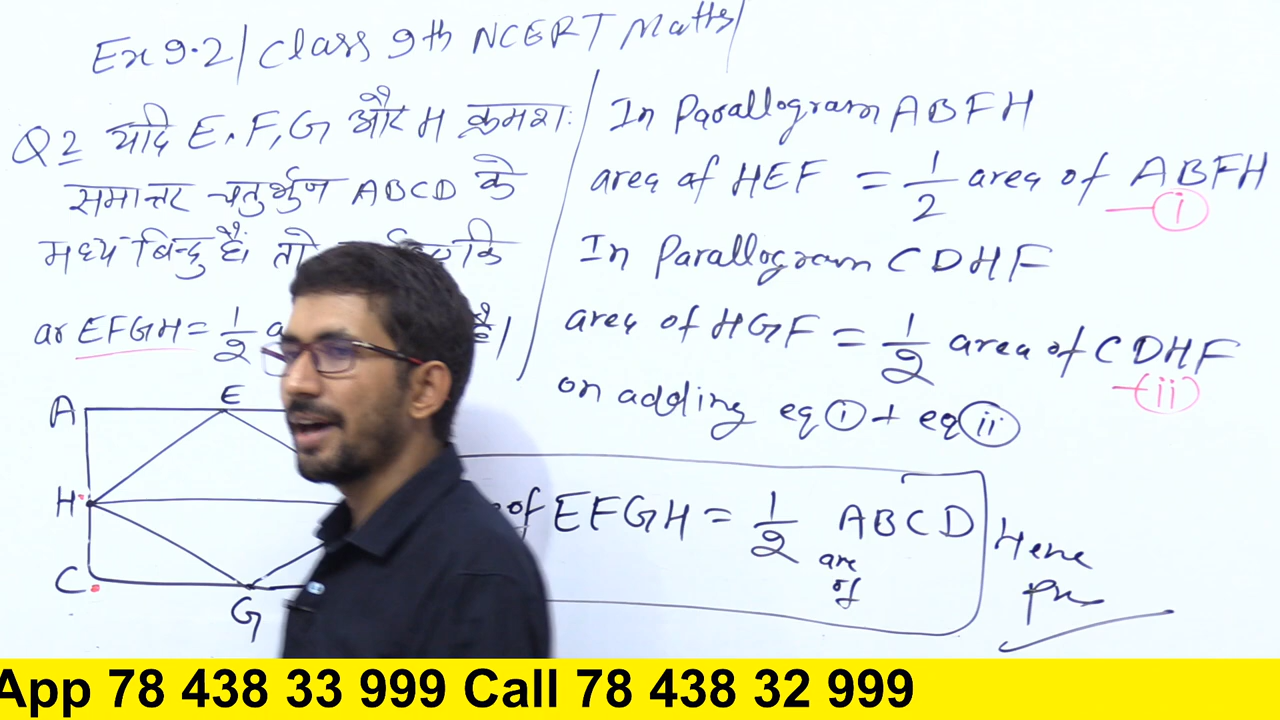 Ex 9.2/ Class 9th NCERT Maths/
Q2 यदि E, F, G और H क्रमशः
समान्तर चतुर्भुज ABCD के
मध्य बिन्दु है। तो कि
ar EFGH = 1/2 a है।
A E
H
C G
In Parallogram ABFH
area of HEF = 1/2 area of ABFH
— (i)
In Parallogram CDHF
area of HGF = 1/2 area of CDHF
— (ii)
on adding eq (i) + eq (ii)
of EFGH = 1/2 ABCD
are
of
Hene
App 78 438 33 999 Call 78 438 32 999